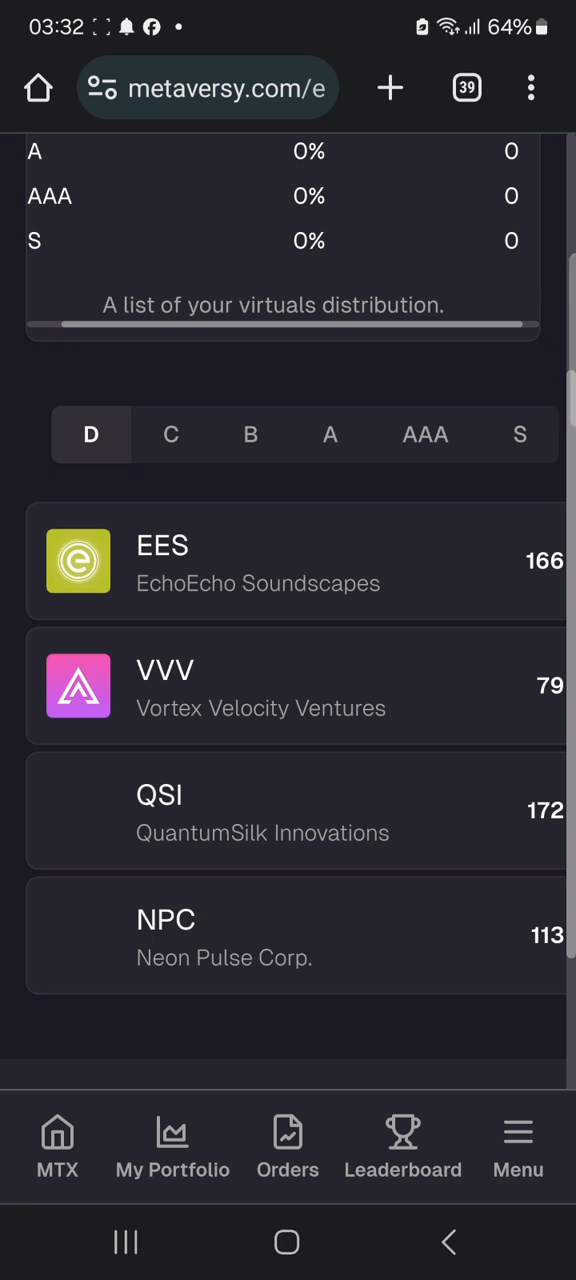 03:32 64%
metaversy.com/e 39
A 0% 0
AAA 0% 0
S 0% 0
A list of your virtuals distribution.
D C B A AAA S
EES
EchoEcho Soundscapes
166
VVV
Vortex Velocity Ventures
79
QSI
QuantumSilk Innovations
172
NPC
Neon Pulse Corp.
113
MTX My Portfolio Orders Leaderboard Menu